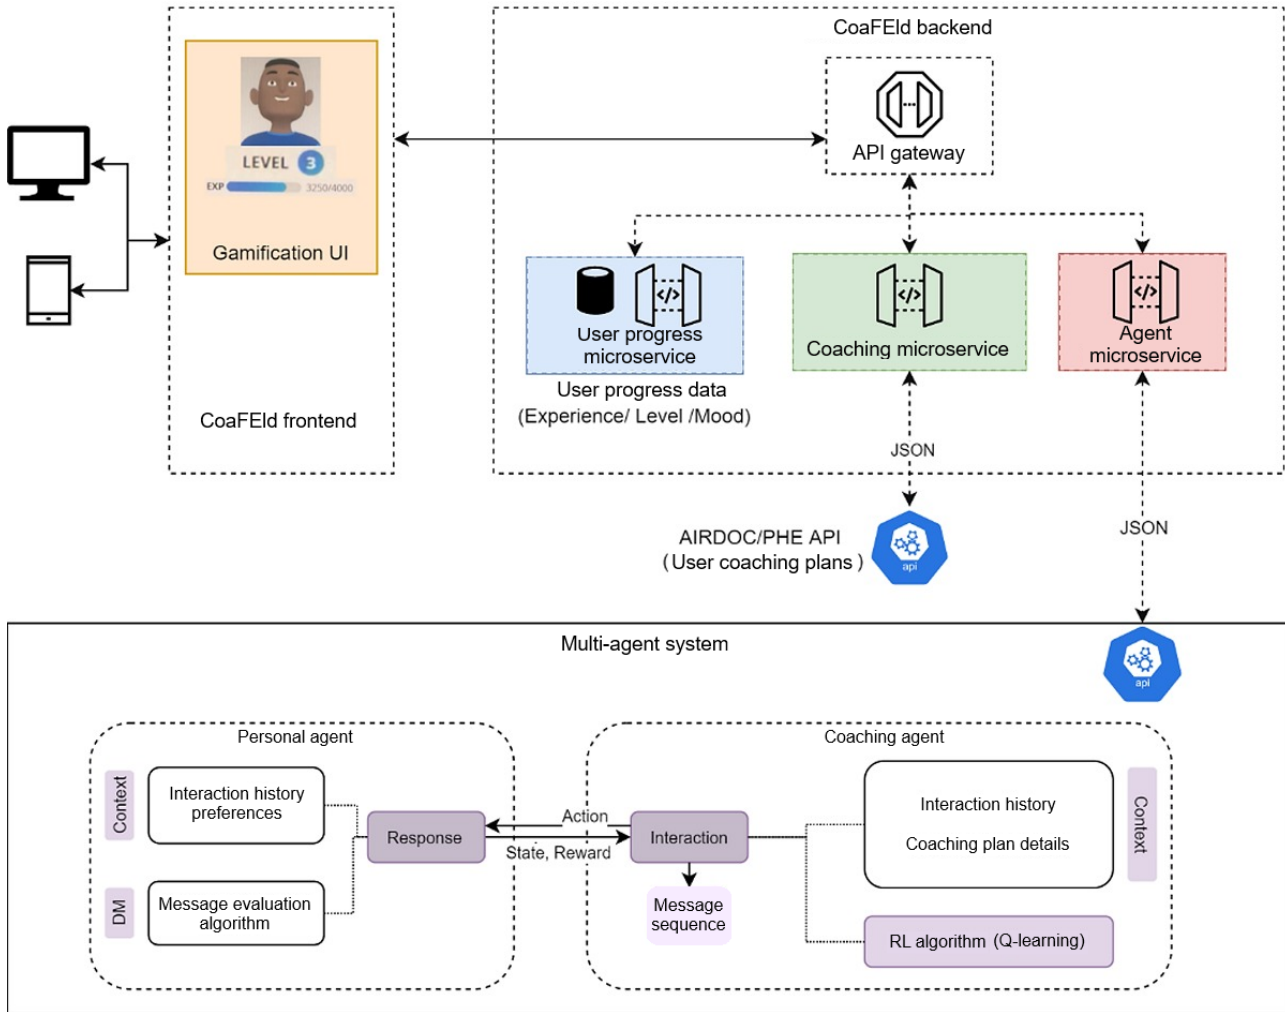 CoaFEld backend
API gateway
LEVEL 3
EXP 3250/4000
Gamification UI
CoaFEld frontend
</>
User progress
microservice
User progress data
(Experience/ Level /Mood)
</>
Coaching microservice
</>
Agent
microservice
JSON
JSON
AIRDOC/PHE API
(User coaching plans )
api
Multi-agent system
api
Personal agent
Context
Interaction history
preferences
DM
Message evaluation
algorithm
Response
Action
State, Reward
Coaching agent
Interaction
Message
sequence
Interaction history
Coaching plan details
Context
RL algorithm (Q-learning)